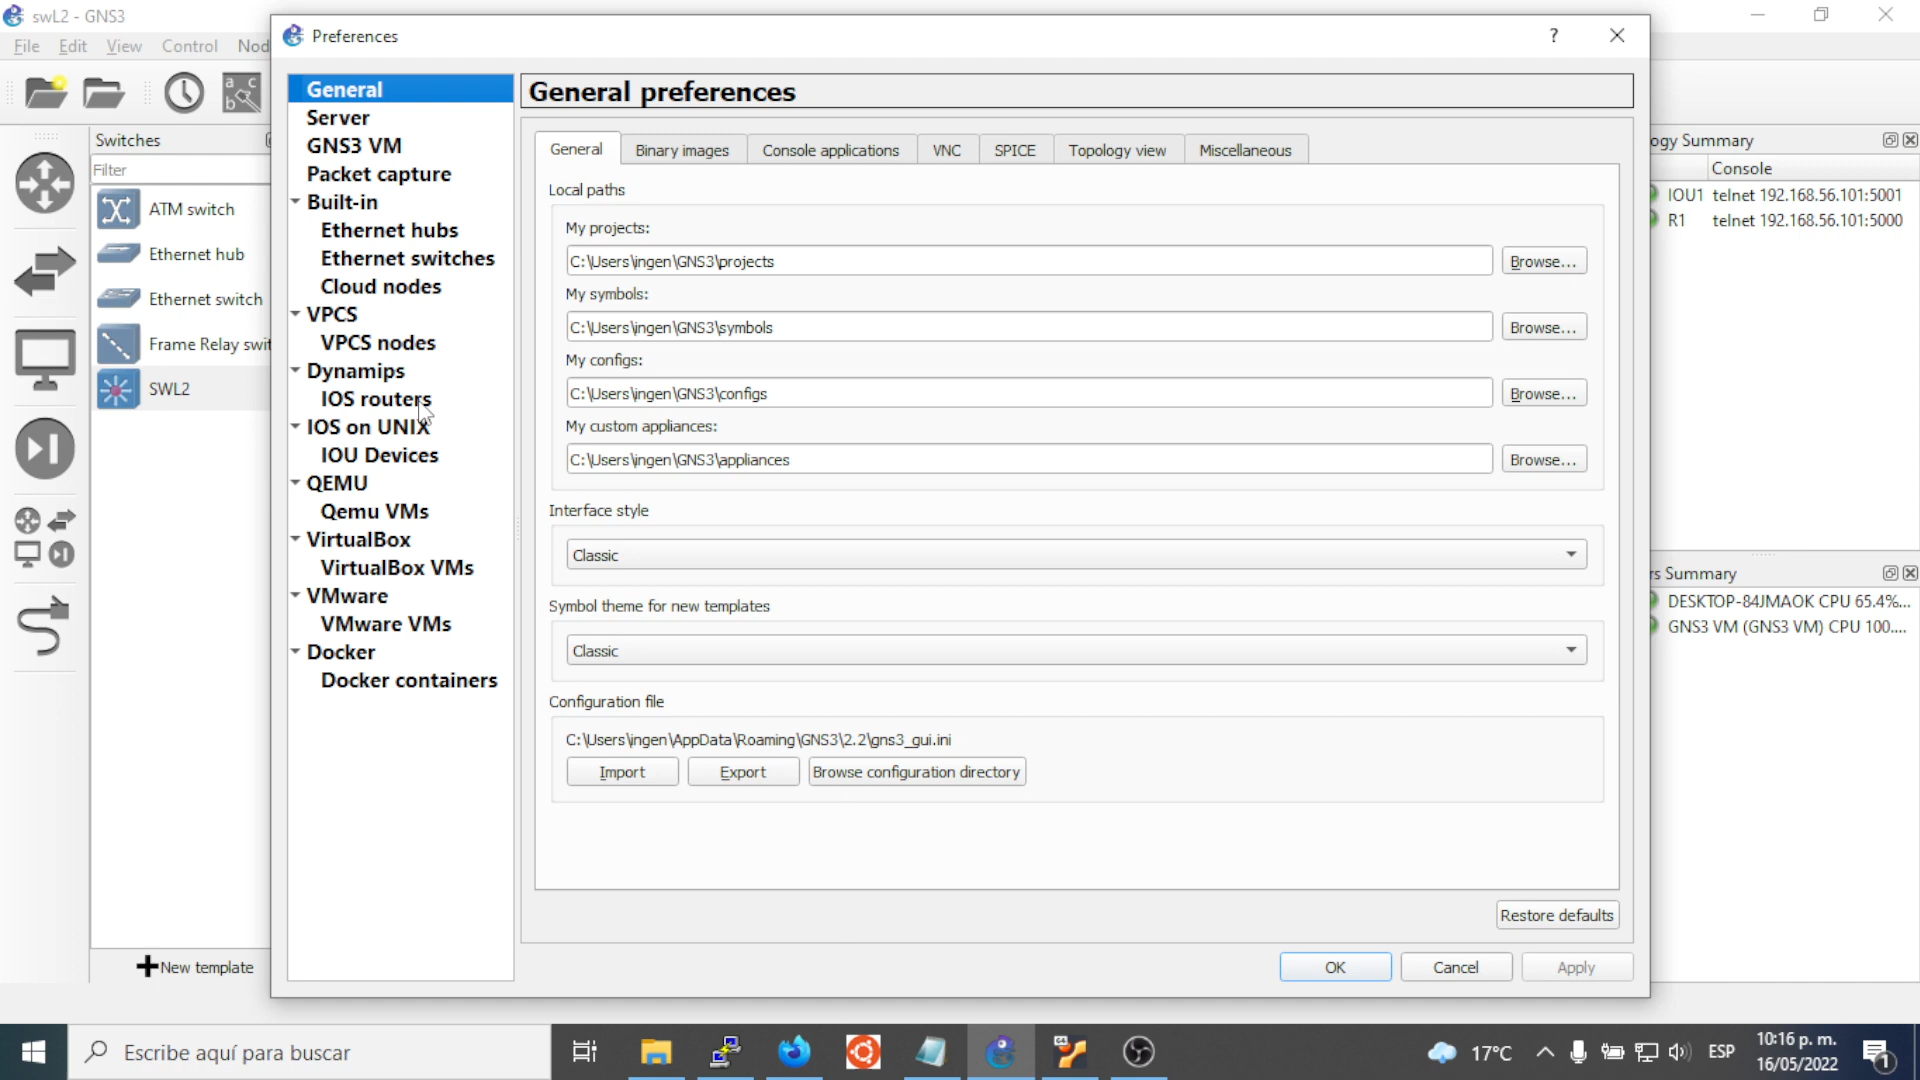 swL2 - GNS3
File Edit View Control Nod
Switches
Filter
ATM switch
Ethernet hub
Ethernet switch
Frame Relay swit
SWL2
New template
Preferences
?
General
Server
GNS3 VM
Packet capture
Built-in
Ethernet hubs
Ethernet switches
Cloud nodes
VPCS
VPCS nodes
Dynamips
IOS routers
IOS on UNIX
IOU Devices
QEMU
Qemu VMs
VirtualBox
VirtualBox VMs
VMware
VMware VMs
Docker
Docker containers
General preferences
General Binary images Console applications VNC SPICE Topology view Miscellaneous
Local paths
My projects:
C:\Users\ingen\GNS3\projects Browse...
My symbols:
C:\Users\ingen\GNS3\symbols Browse...
My configs:
C:\Users\ingen\GNS3\configs Browse...
My custom appliances:
C:\Users\ingen\GNS3\appliances Browse...
Interface style
Classic
Symbol theme for new templates
Classic
Configuration file
C:\Users\ingen\AppData\Roaming\GNS3\2.2\gns3_gui.ini
Import Export Browse configuration directory
Restore defaults
OK Cancel Apply
ogy Summary
Console
IOU1 telnet 192.168.56.101:5001
R1 telnet 192.168.56.101:5000
rs Summary
DESKTOP-84JMAOK CPU 65.4%...
GNS3 VM (GNS3 VM) CPU 100....
Escribe aquí para buscar
17°C
ESP
10:16 p. m.
16/05/2022
1